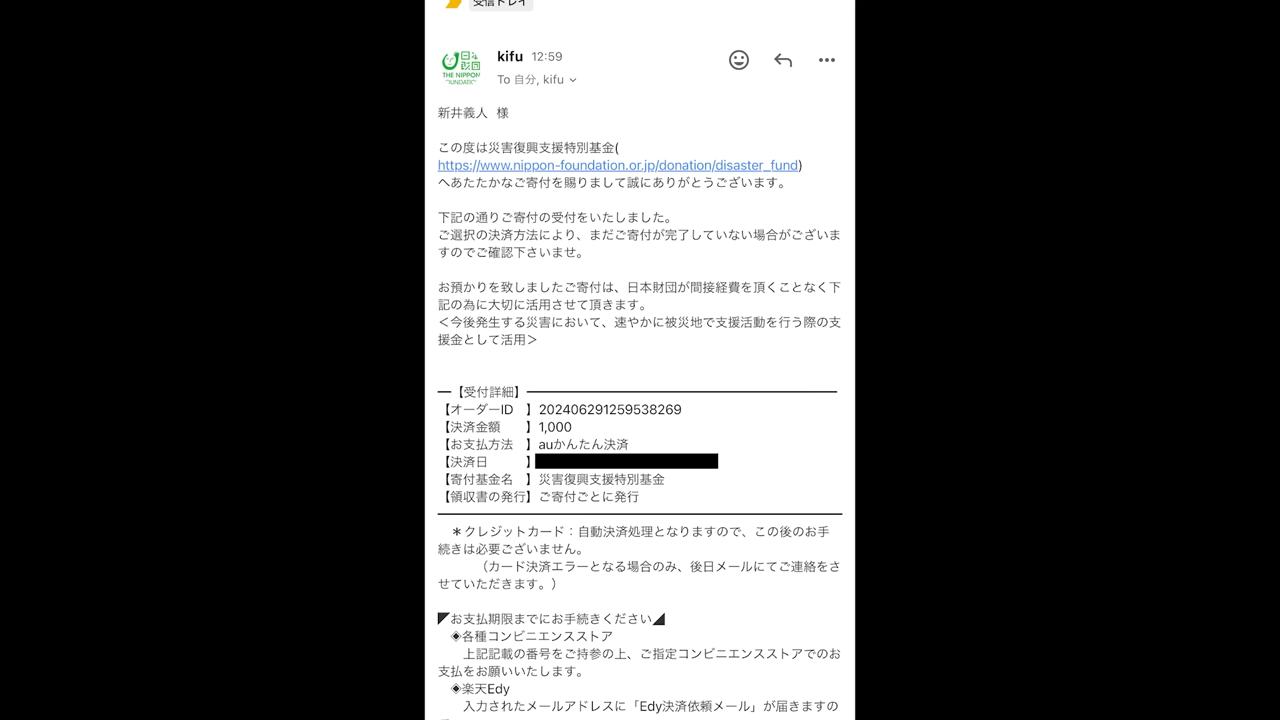 受信トレイ
kifu 12:59
日本財団
THE NIPPON
FOUNDATION
To 自分, kifu
新井義人 様
この度は災害復興支援特別基金(
https://www.nippon-foundation.or.jp/donation/disaster_fund)
へあたたかなご寄付を賜りまして誠にありがとうございます。
下記の通りご寄付の受付をいたしました。
ご選択の決済方法により、まだご寄付が完了していない場合がございま
すのでご確認下さいませ。
お預かりを致しましたご寄付は、日本財団が間接経費を頂くことなく下
記の為に大切に活用させて頂きます。
＜今後発生する災害において、速やかに被災地で支援活動を行う際の支
援金として活用＞
━【受付詳細】━━━━━━━━━━━━━━━━━━━━━━━━
【オーダーID 】202406291259538269
【決済金額 】1,000
【お支払方法 】auかんたん決済
【決済日 】
【寄付基金名 】災害復興支援特別基金
【領収書の発行】ご寄付ごとに発行
＊クレジットカード：自動決済処理となりますので、この後のお手
続きは必要ございません。
（カード決済エラーとなる場合のみ、後日メールにてご連絡をさ
せていただきます。）
◤お支払期限までにお手続きください◢
◈各種コンビニエンスストア
上記記載の番号をご持参の上、ご指定コンビニエンスストアでのお
支払をお願いいたします。
◈楽天Edy
入力されたメールアドレスに「Edy決済依頼メール」が届きますの